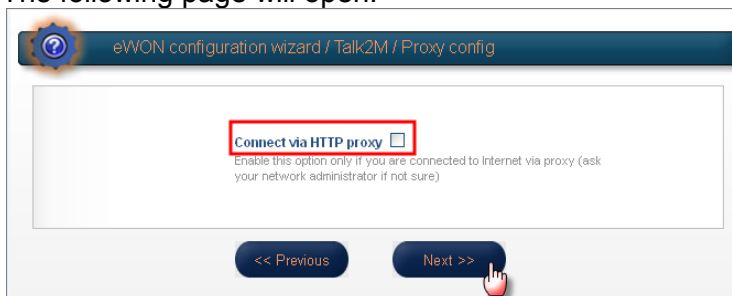 The following page will open:
eWON configuration wizard / Talk2M / Proxy config
Connect via HTTP proxy
Enable this option only if you are connected to Internet via proxy (ask
your network administrator if not sure)
<< Previous
Next >>